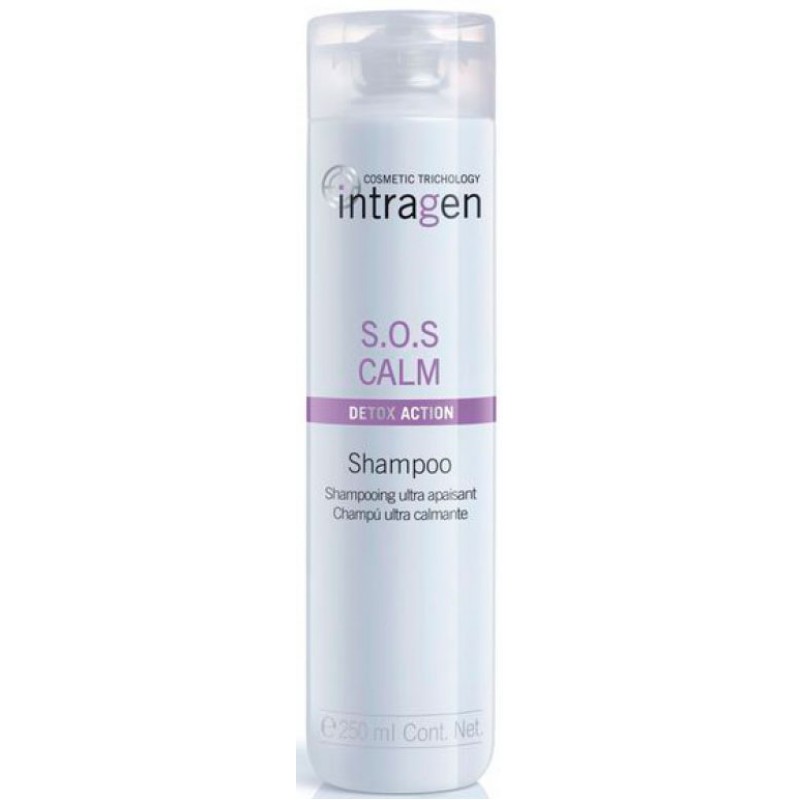 COSMETIC TRICHOLOGY
intragen
S.O.S
CALM
DETOX ACTION
Shampoo
Shampooing ultra apaisant
Champú ultra calmante
℮250 ml Cont. Net.